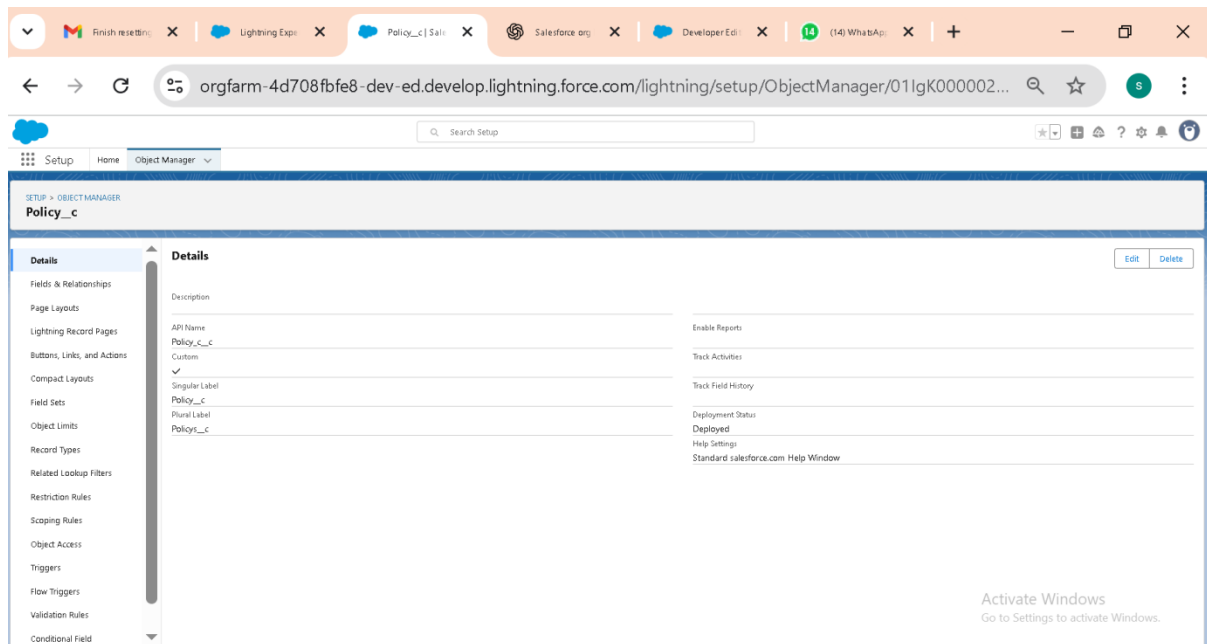 Finish resetting
Lightning Expe
Policy__c | Sale
Salesforce org
Developer Edi
14
(14) WhatsApp
orgfarm-4d708fbfe8-dev-ed.develop.lightning.force.com/lightning/setup/ObjectManager/01IgK000002...
S
Search Setup
Setup Home Object Manager
SETUP > OBJECT MANAGER
Policy__c
Details
Fields & Relationships
Page Layouts
Lightning Record Pages
Buttons, Links, and Actions
Compact Layouts
Field Sets
Object Limits
Record Types
Related Lookup Filters
Restriction Rules
Scoping Rules
Object Access
Triggers
Flow Triggers
Validation Rules
Conditional Field
Details
Edit Delete
Description
API Name
Policy_c__c
Custom
Singular Label
Policy__c
Plural Label
Policys__c
Enable Reports
Track Activities
Track Field History
Deployment Status
Deployed
Help Settings
Standard salesforce.com Help Window
Activate Windows
Go to Settings to activate Windows.